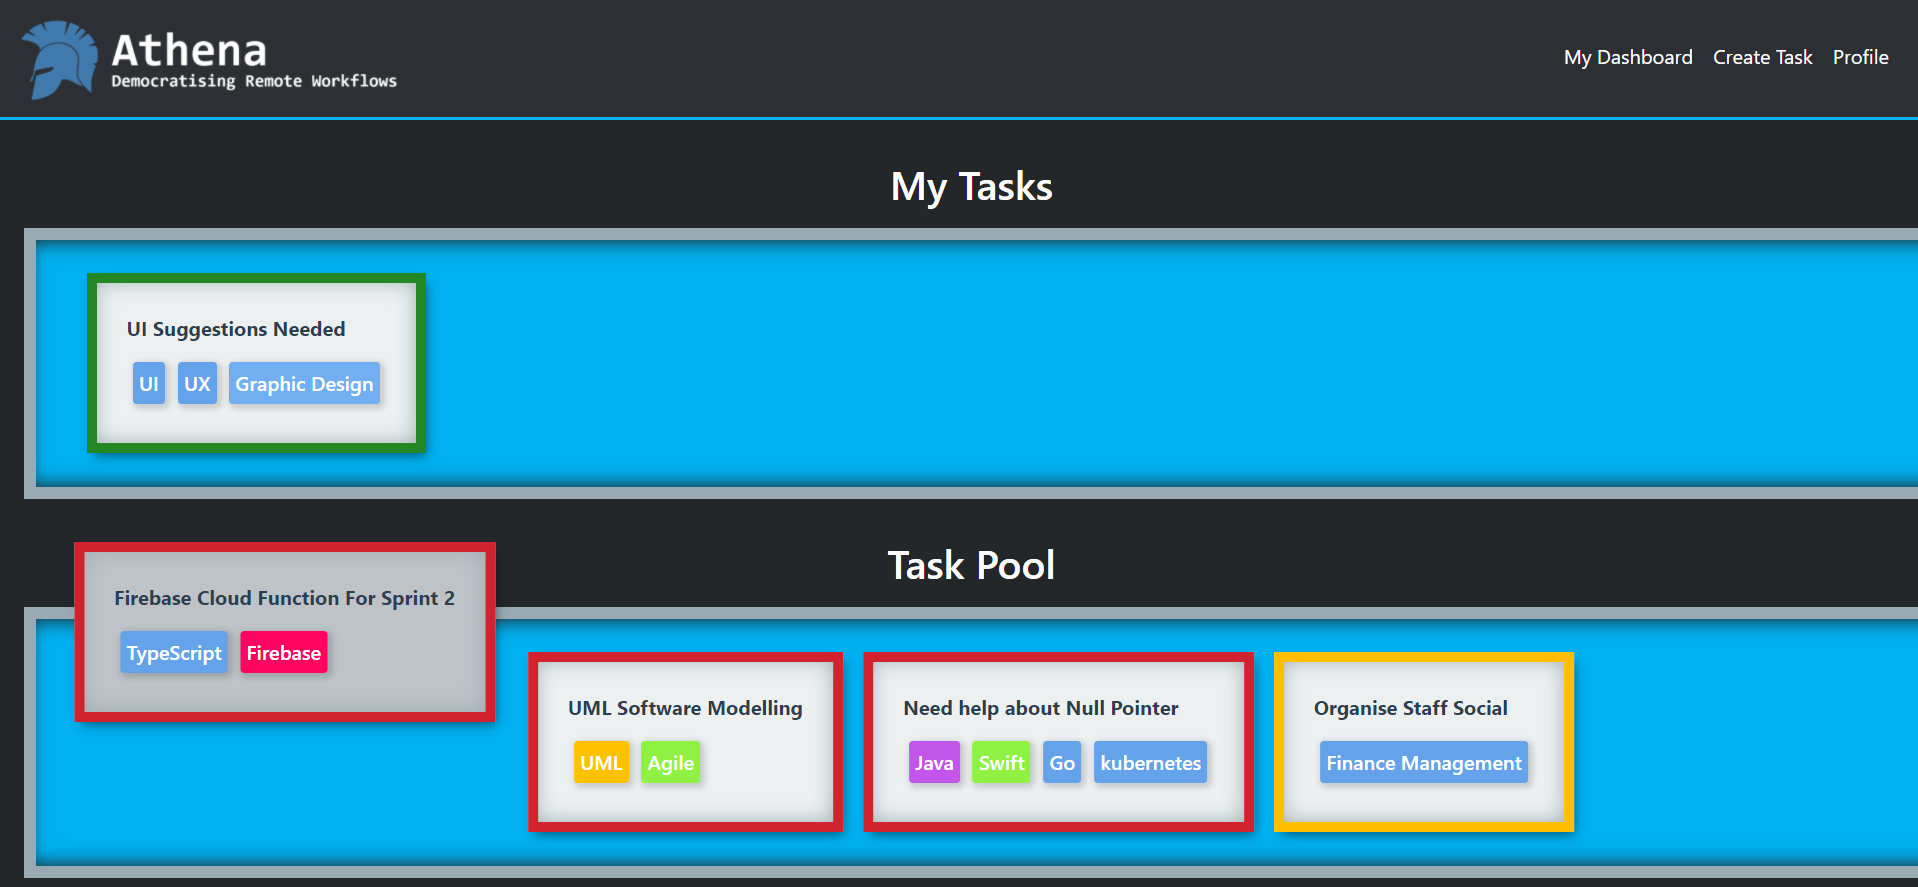 Athena
Democratising Remote Workflows
My Dashboard Create Task Profile
My Tasks
UI Suggestions Needed
UI UX Graphic Design
Task Pool
Firebase Cloud Function For Sprint 2
TypeScript Firebase
UML Software Modelling
UML Agile
Need help about Null Pointer
Java Swift Go kubernetes
Organise Staff Social
Finance Management